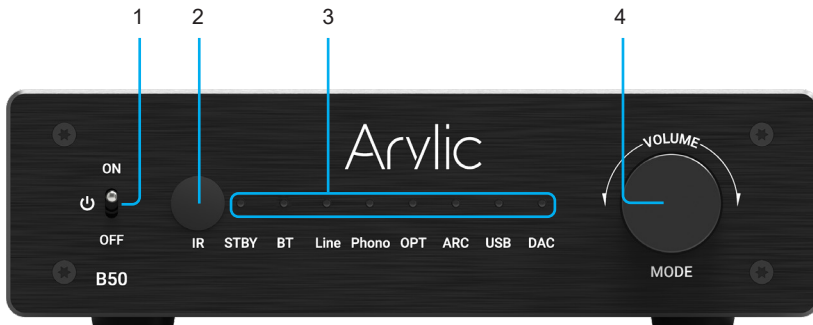 1 2 3 4
Arylic
VOLUME
ON
OFF
IR STBY BT Line Phono OPT ARC USB DAC
B50
MODE